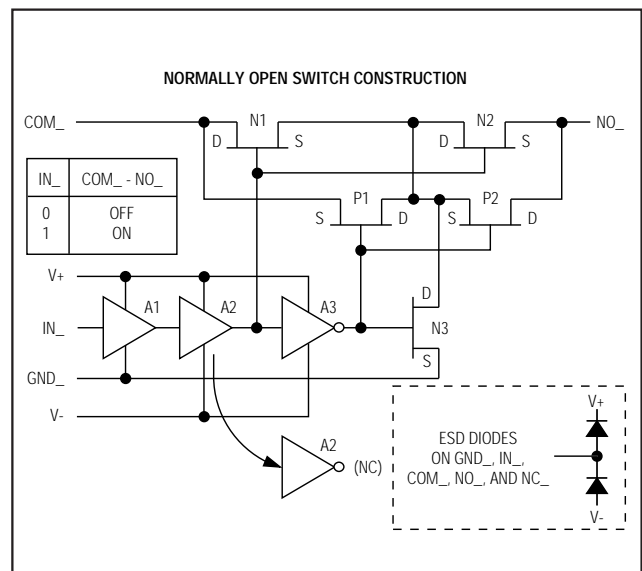 NORMALLY OPEN SWITCH CONSTRUCTION
COM_
N1
N2
NO_
D
S
D
S
IN_ COM_ - NO_
0 OFF
1 ON
P1
P2
S
D
S
D
V+
A1
A2
A3
D
IN_
N3
S
GND_
V-
A2
(NC)
ESD DIODES
ON GND_, IN_,
COM_, NO_, AND NC_
V+
V-